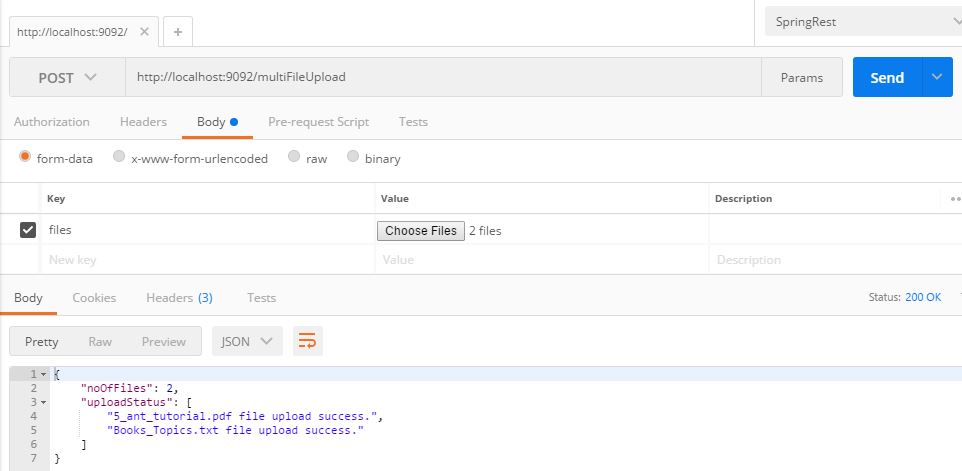 http://localhost:9092/ × +
SpringRest
POST http://localhost:9092/multiFileUpload Params Send
Authorization Headers Body Pre-request Script Tests
form-data x-www-form-urlencoded raw binary
Key Value Description
files Choose Files 2 files
New key Value Description
Body Cookies Headers (3) Tests Status: 200 OK
Pretty Raw Preview JSON
1 {
2 "noOfFiles": 2,
3 "uploadStatus": [
4 "5_ant_tutorial.pdf file upload success.",
5 "Books_Topics.txt file upload success."
6 ]
7 }